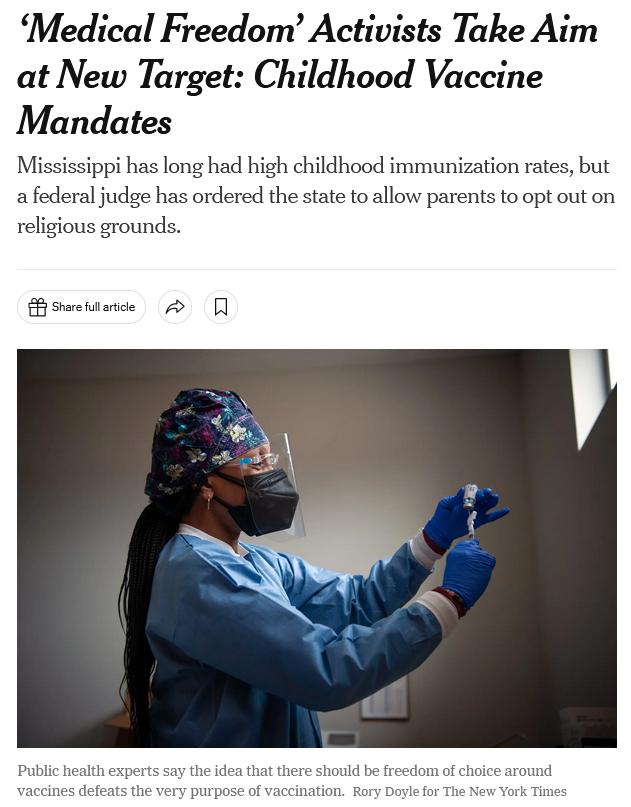 ‘Medical Freedom’ Activists Take Aim
at New Target: Childhood Vaccine
Mandates
Mississippi has long had high childhood immunization rates, but
a federal judge has ordered the state to allow parents to opt out on
religious grounds.
Share full article
Public health experts say the idea that there should be freedom of choice around
vaccines defeats the very purpose of vaccination. Rory Doyle for The New York Times